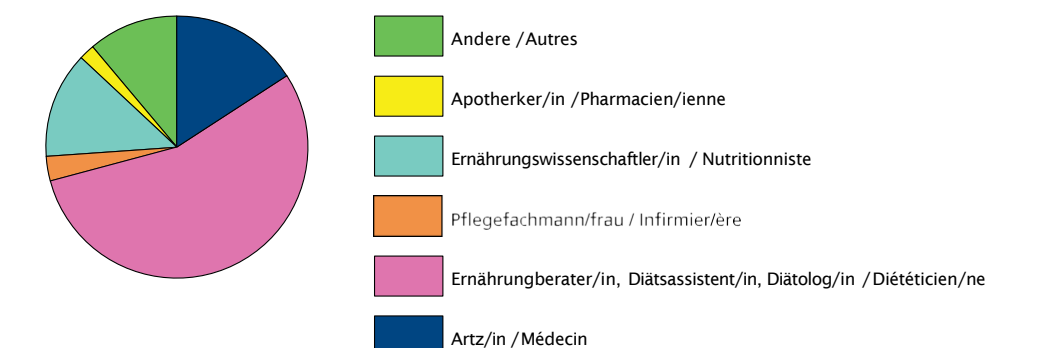 Andere / Autres
Apotherker/in / Pharmacien/ienne
Ernährungswissenschaftler/in / Nutritionniste
Pflegefachmann/frau / Infirmier/ère
Ernährungberater/in, Diätsassistent/in, Diätolog/in / Diététicien/ne
Artz/in / Médecin